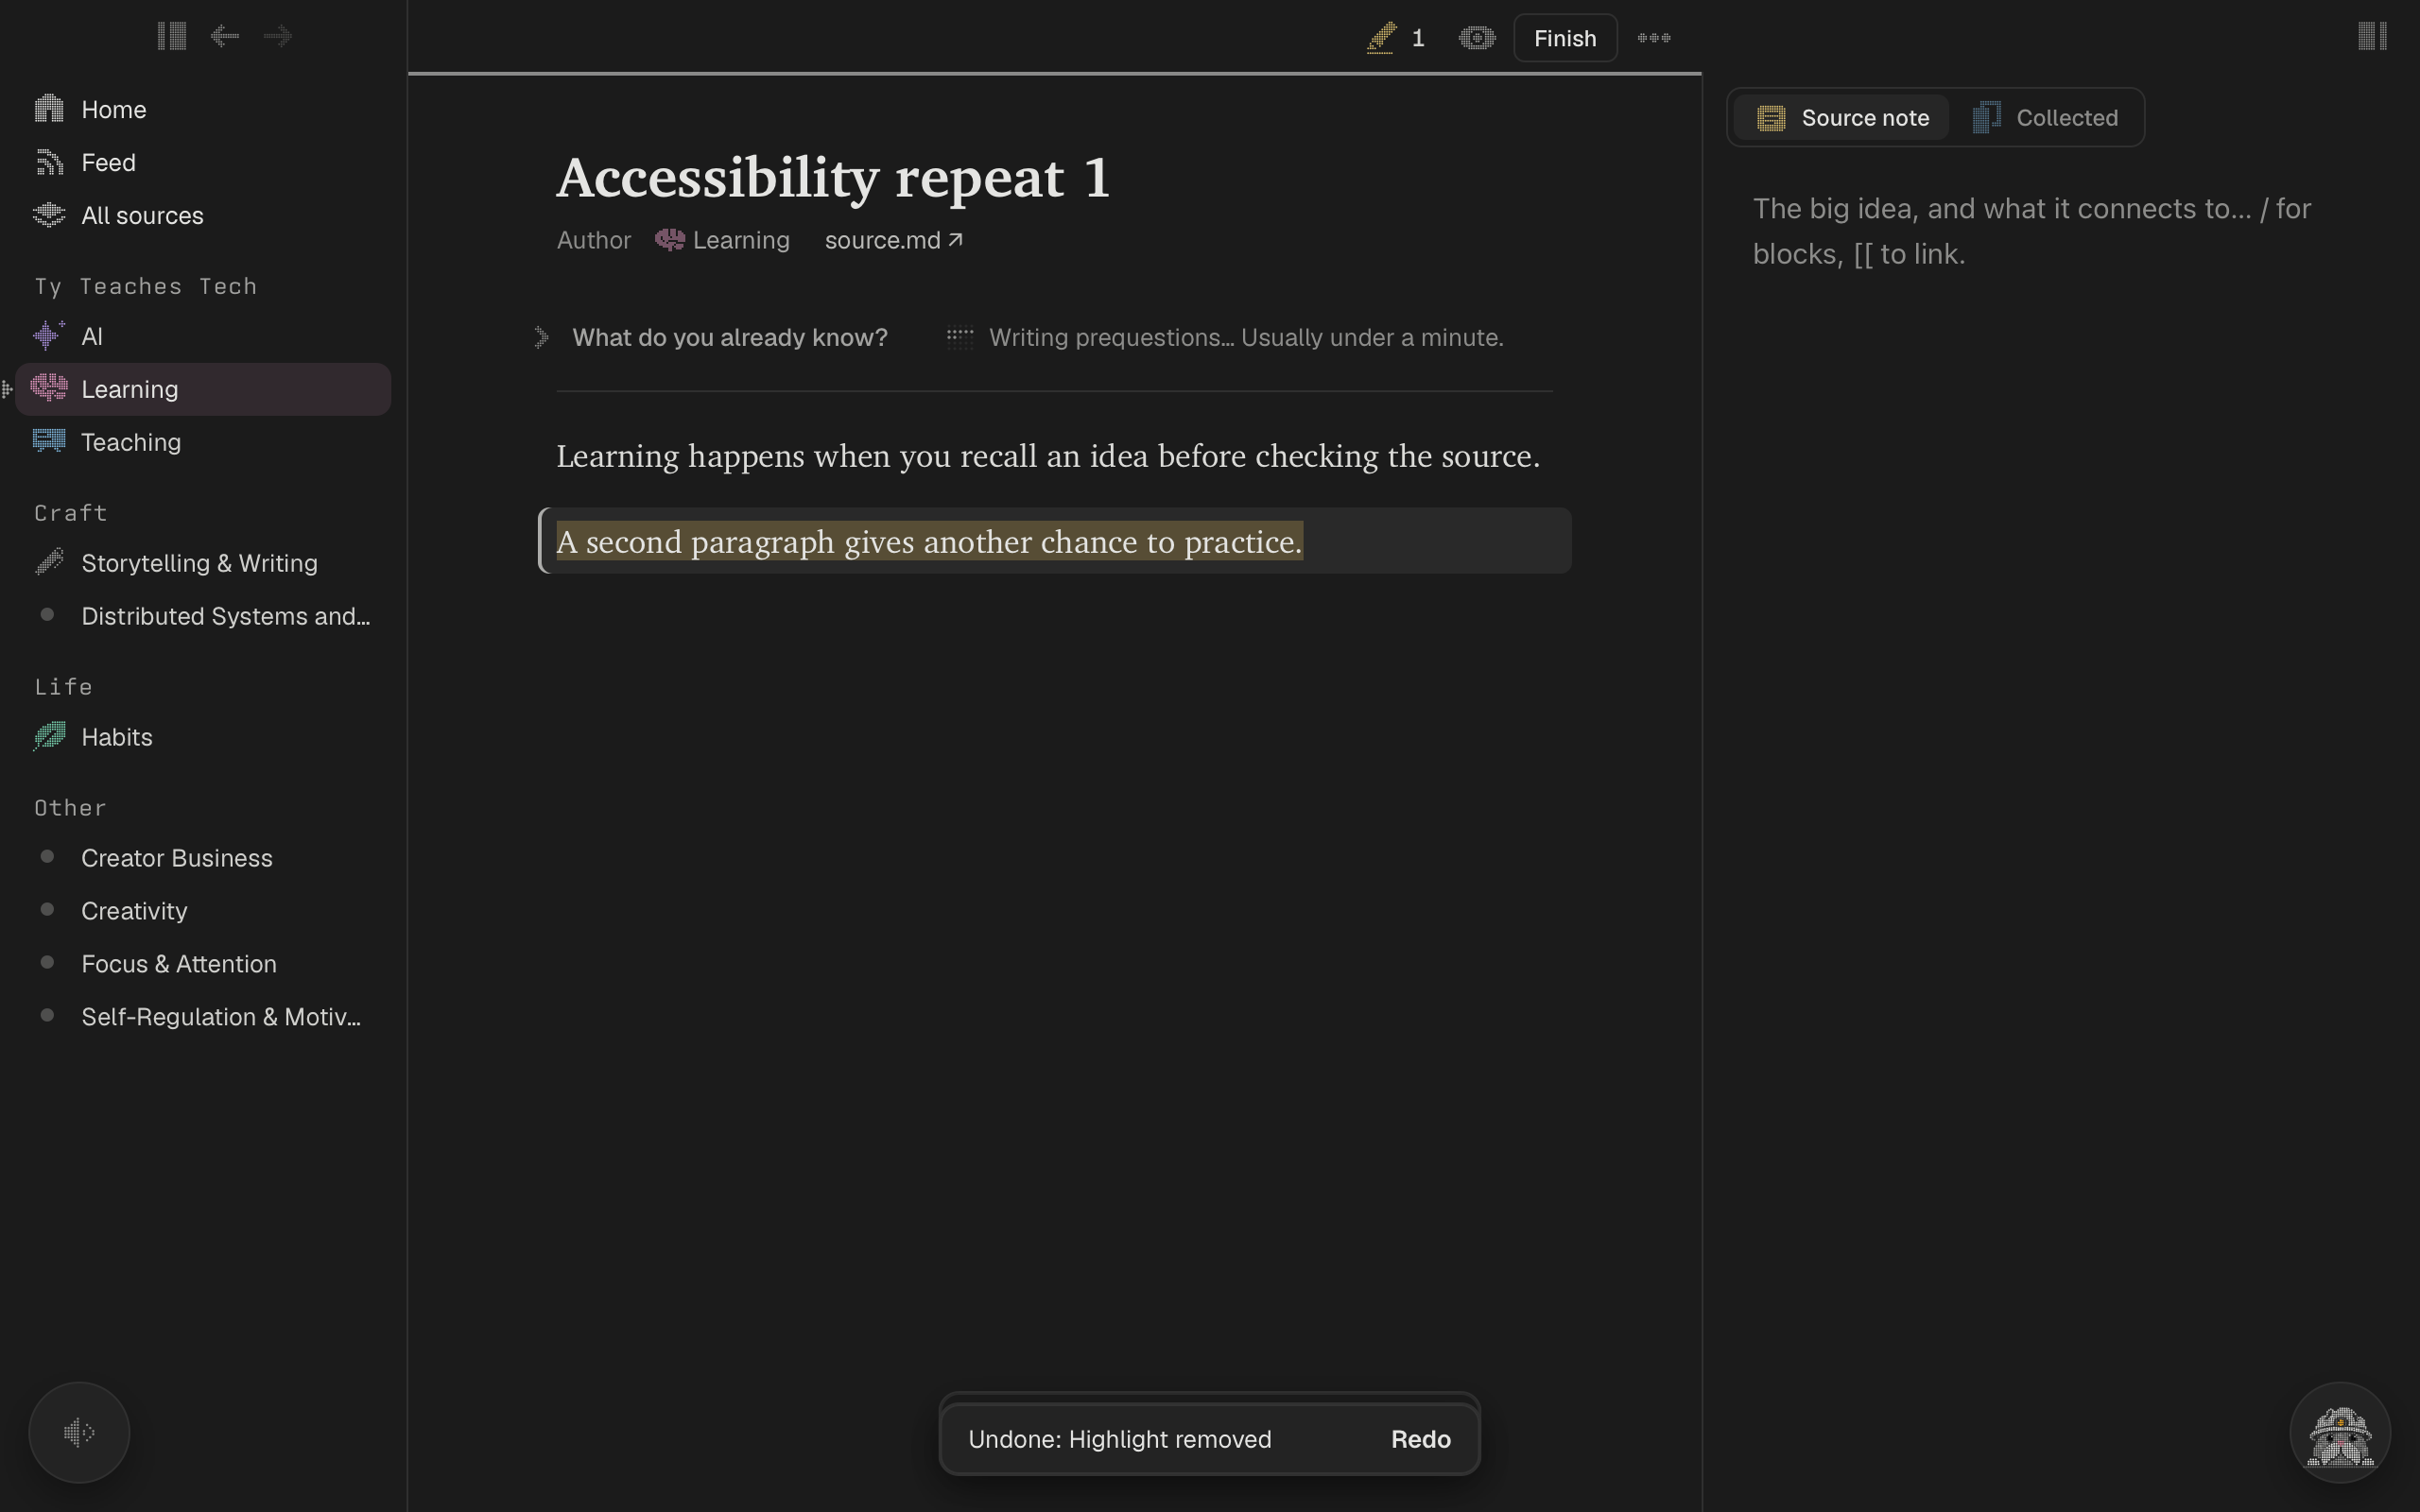 1
Finish
Home
Feed
All sources
Ty Teaches Tech
AI
Learning
Teaching
Craft
Storytelling & Writing
Distributed Systems and...
Life
Habits
Other
Creator Business
Creativity
Focus & Attention
Self-Regulation & Motiv...
Accessibility repeat 1
Author Learning source.md ↗
What do you already know? Writing prequestions... Usually under a minute.
Learning happens when you recall an idea before checking the source.
A second paragraph gives another chance to practice.
Undone: Highlight removed Redo
Source note Collected
The big idea, and what it connects to... / for
blocks, [[ to link.